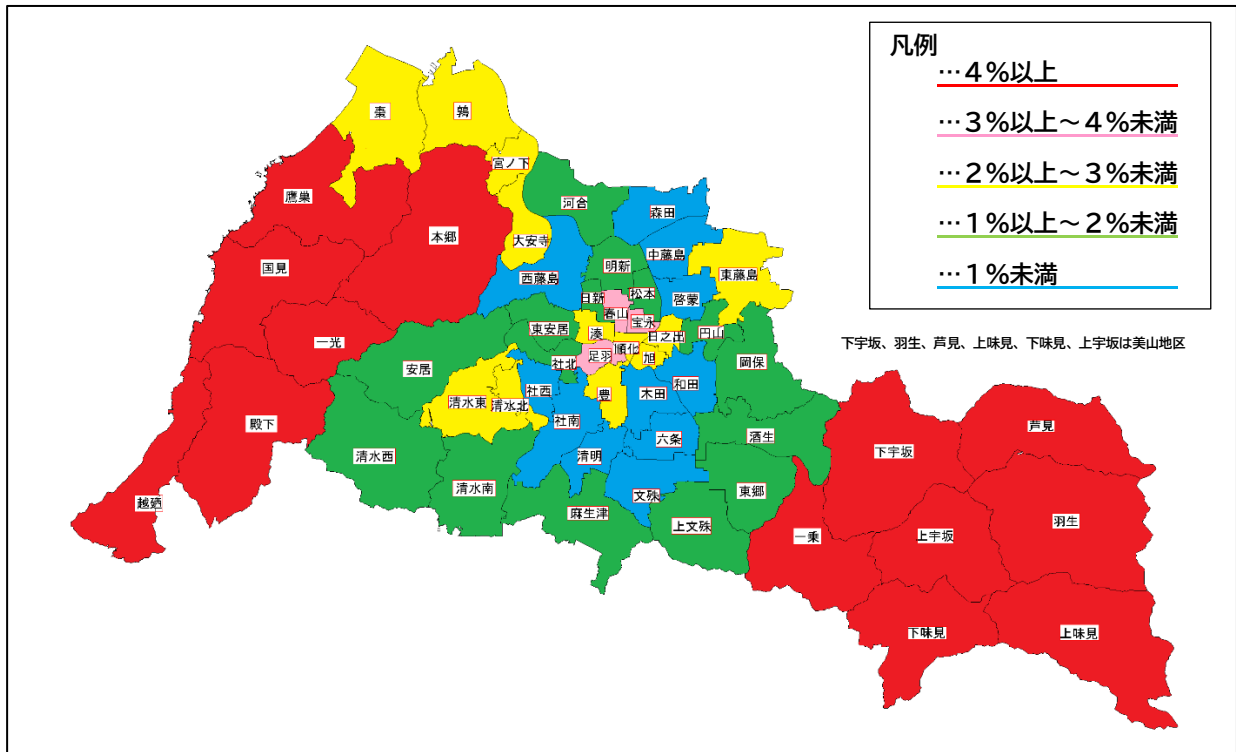 凡例
…４％以上
…３％以上～４％未満
…２％以上～３％未満
…１％以上～２％未満
…１％未満
下宇坂、羽生、芦見、上味見、下味見、上宇坂は美山地区
棗
鶉
宮ノ下
鷹巣
河合
森田
本郷
大安寺
中藤島
国見
西藤島
明新
東藤島
啓蒙
日新
松本
春山
宝永
一光
東安居
湊
日之出
円山
順化
足羽
旭
岡保
安居
社北
社西
和田
豊
木田
清水東
清水北
殿下
社南
六条
酒生
芦見
下宇坂
清水西
清明
清水南
文殊
東郷
越廼
麻生津
上文殊
羽生
一乗
上宇坂
下味見
上味見